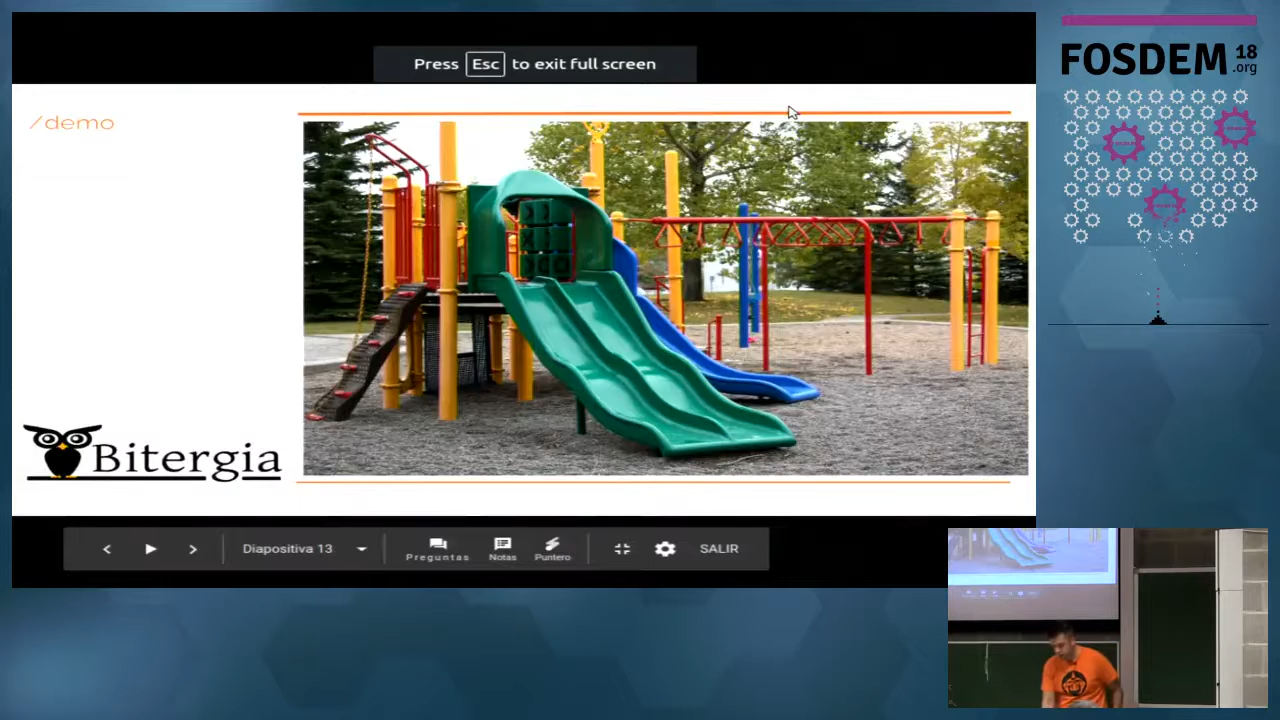 Press Esc to exit full screen
FOSDEM 18
.org
/demo
Bitergia
Diapositiva 13
Preguntas
Notas
Puntero
SALIR